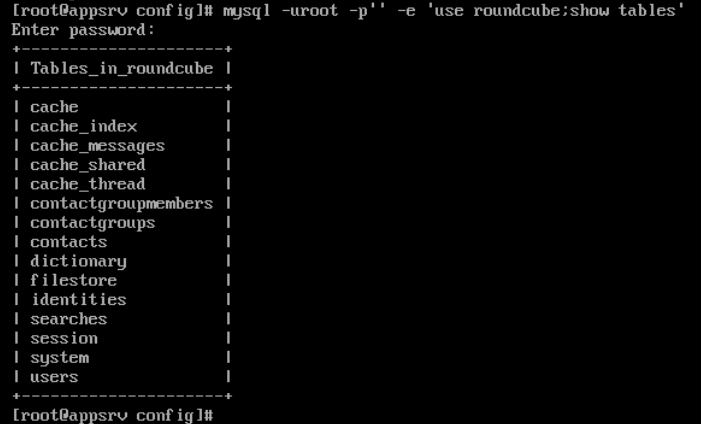 [root@appsrv config]# mysql -uroot -p'' -e 'use roundcube;show tables'
Enter password:
+----------------------+
| Tables_in_roundcube |
+----------------------+
| cache               |
| cache_index         |
| cache_messages      |
| cache_shared        |
| cache_thread        |
| contactgroupmembers |
| contactgroups       |
| contacts            |
| dictionary          |
| filestore           |
| identities          |
| searches            |
| session             |
| system              |
| users               |
+----------------------+
[root@appsrv config]#